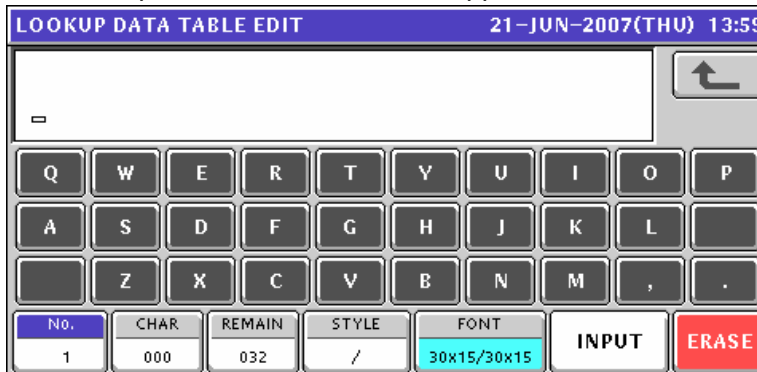 LOOKUP DATA TABLE EDIT 21-JUN-2007(THU) 13:59
Q W E R T Y U I O P
A S D F G H J K L
Z X C V B N M , .
No. CHAR REMAIN STYLE FONT INPUT ERASE
1 000 032 / 30x15/30x15